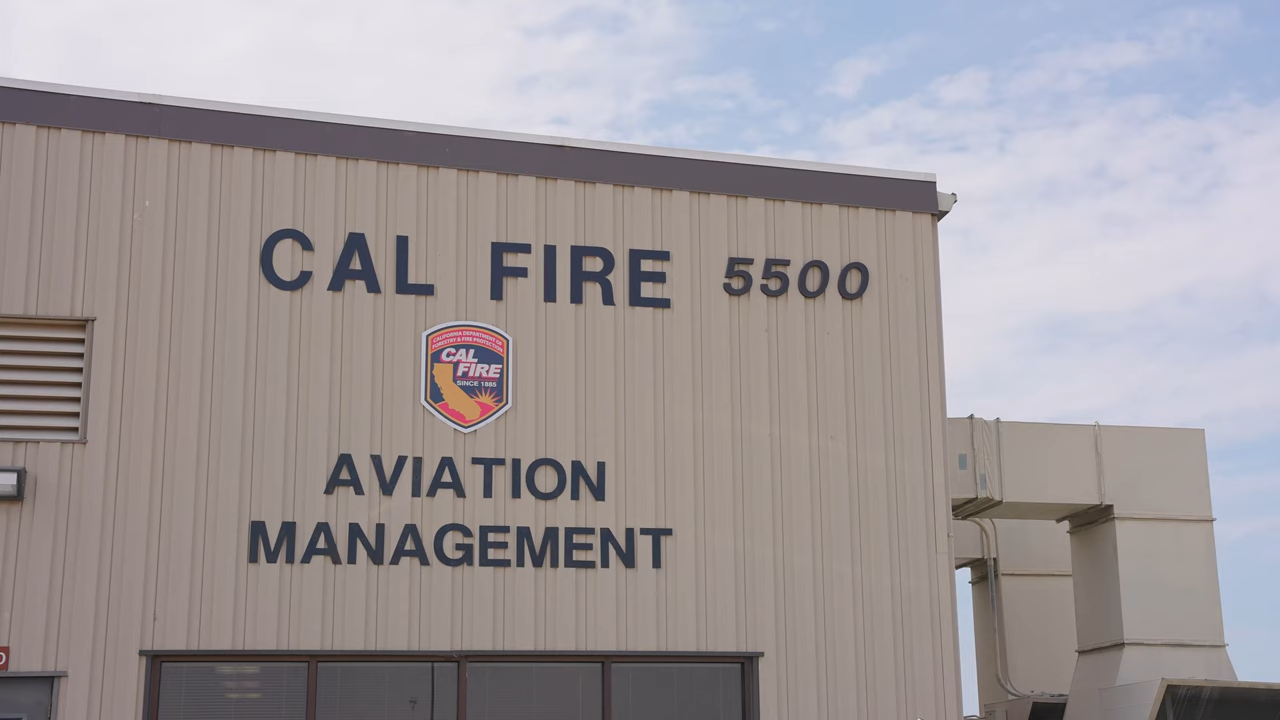 CAL FIRE 5500
CALIFORNIA DEPARTMENT OF
FORESTRY & FIRE PROTECTION
CAL
FIRE
SINCE 1885
AVIATION
MANAGEMENT